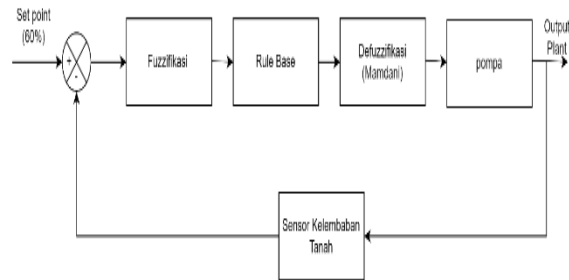 Set point
(60%)
+
-
Fuzzifikasi
Rule Base
Defuzzifikasi
(Mamdani)
pompa
Output
Plant
Sensor Kelembaban
Tanah